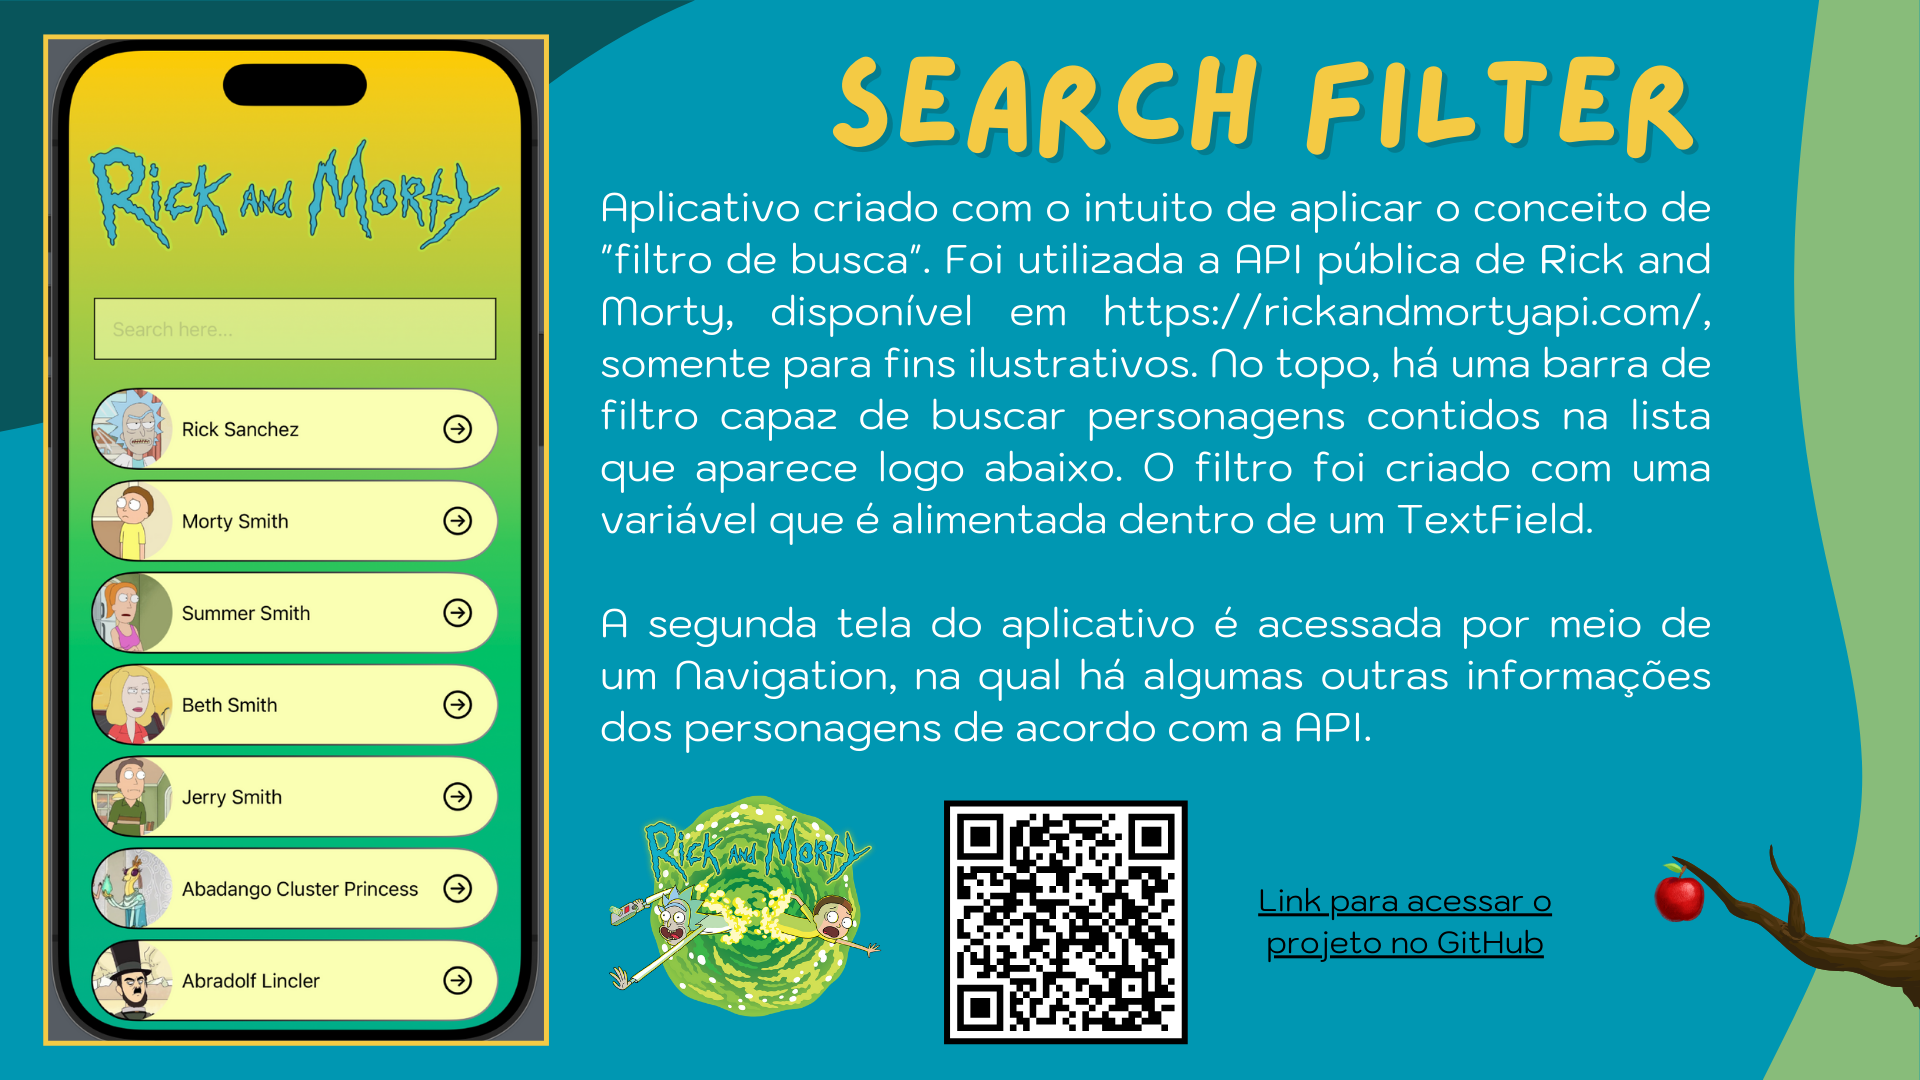 Rick and Morty
Search here...
Rick Sanchez
Morty Smith
Summer Smith
Beth Smith
Jerry Smith
Abadango Cluster Princess
Abradolf Lincler
SEARCH FILTER
Aplicativo criado com o intuito de aplicar o conceito de
"filtro de busca". Foi utilizada a API pública de Rick and
Morty, disponível em https://rickandmortyapi.com/,
somente para fins ilustrativos. No topo, há uma barra de
filtro capaz de buscar personagens contidos na lista
que aparece logo abaixo. O filtro foi criado com uma
variável que é alimentada dentro de um TextField.
A segunda tela do aplicativo é acessada por meio de
um Navigation, na qual há algumas outras informações
dos personagens de acordo com a API.
Rick and Morty
Link para acessar o
projeto no GitHub